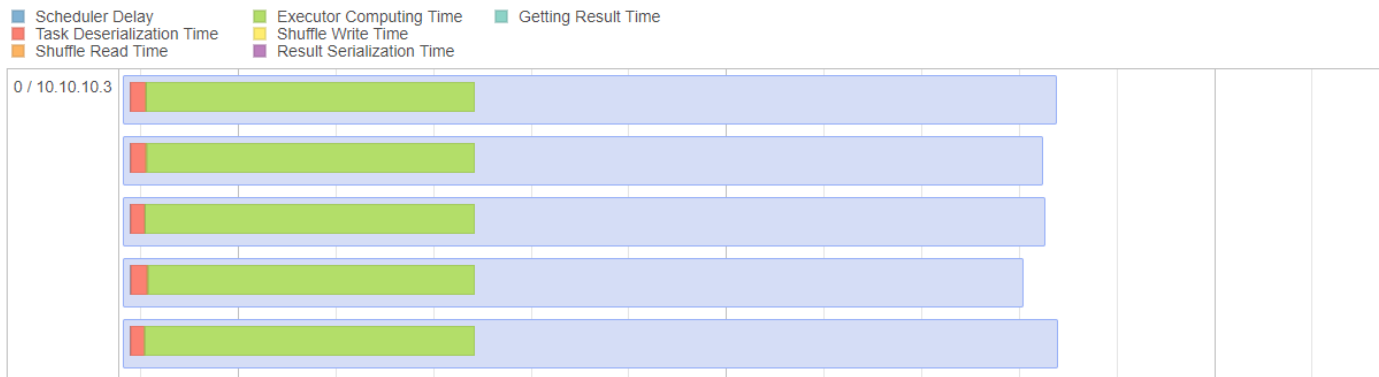 Scheduler Delay
Task Deserialization Time
Shuffle Read Time
Executor Computing Time
Shuffle Write Time
Result Serialization Time
Getting Result Time
0 / 10.10.10.3